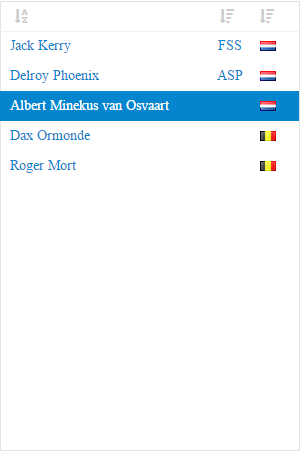 Jack Kerry FSS
Delroy Phoenix ASP
Albert Minekus van Osvaart
Dax Ormonde
Roger Mort